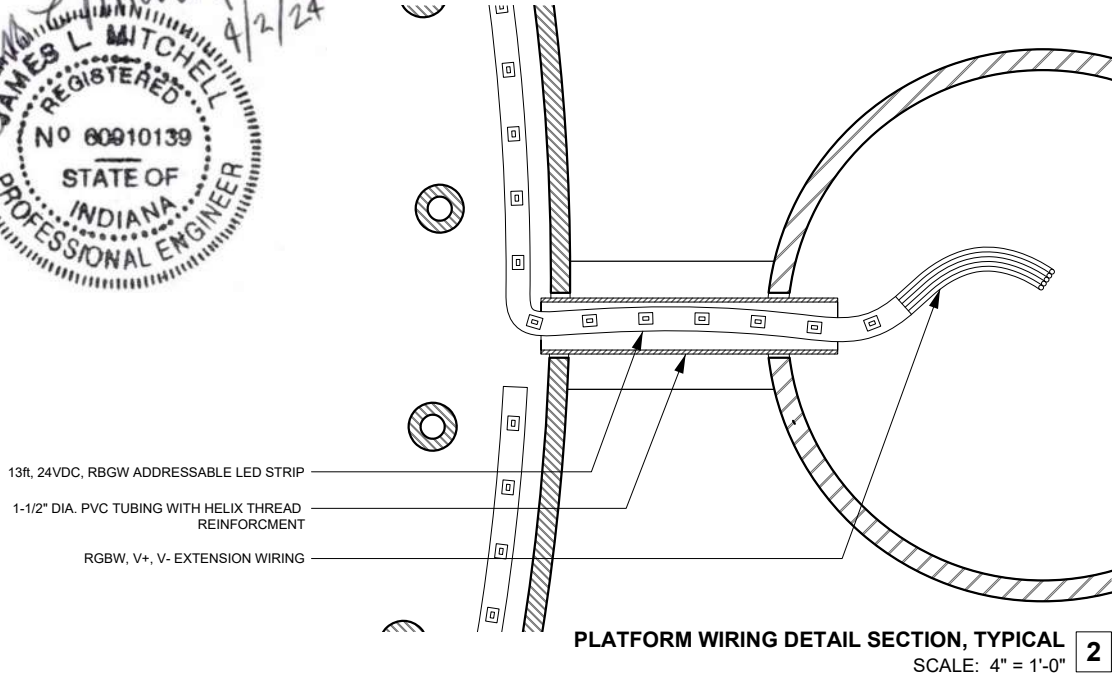 4/2/24
JAMES L. MITCHELL
REGISTERED
No 60910139
STATE OF
INDIANA
PROFESSIONAL ENGINEER
13ft, 24VDC, RBGW ADDRESSABLE LED STRIP
1-1/2" DIA. PVC TUBING WITH HELIX THREAD
REINFORCMENT
RGBW, V+, V- EXTENSION WIRING
PLATFORM WIRING DETAIL SECTION, TYPICAL
2
SCALE: 4" = 1'-0"